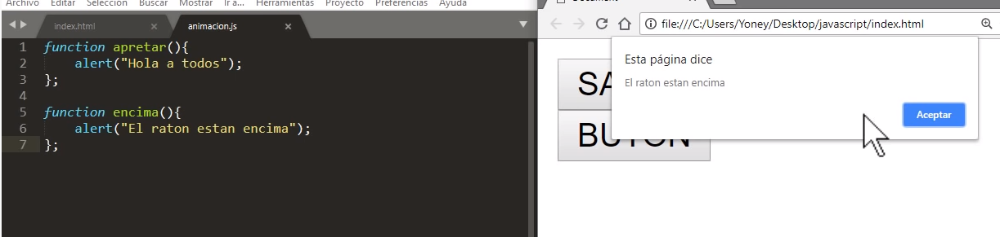 Archivo Editar Selección Buscar Mostrar Ir a... Herramientas Proyecto Preferencias Ayuda
index.html × animacion.js ×
1 function apretar(){
2 alert("Hola a todos");
3 };
4
5 function encima(){
6 alert("El raton estan encima");
7 };
Document
file:///C:/Users/Yoney/Desktop/javascript/index.html
Esta página dice
El raton estan encima
Aceptar
BUTON